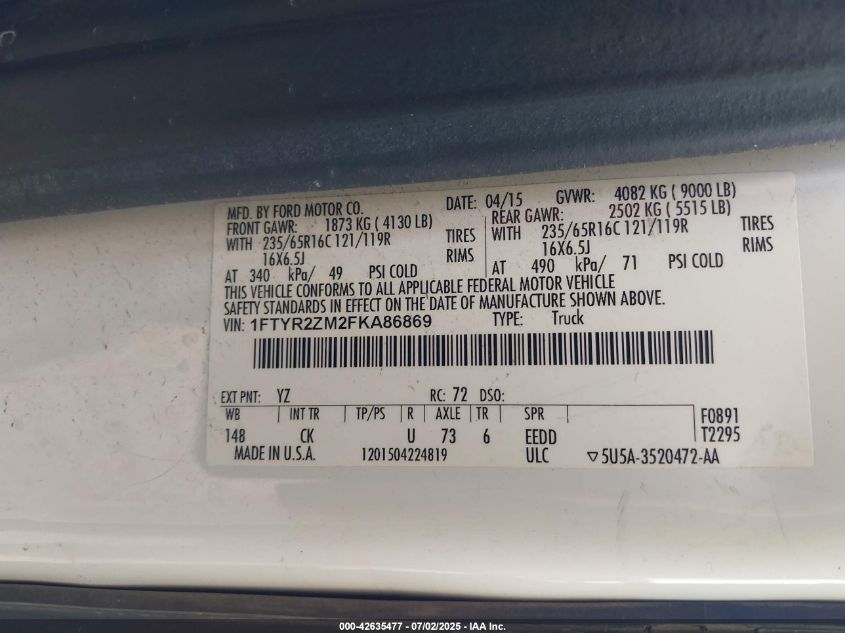 MFD. BY FORD MOTOR CO. DATE: 04/15 GVWR: 4082 KG ( 9000 LB)
FRONT GAWR: 1873 KG ( 4130 LB) REAR GAWR: 2502 KG ( 5515 LB)
WITH 235/65R16C 121/119R TIRES WITH 235/65R16C 121/119R TIRES
16X6.5J RIMS 16X6.5J RIMS
AT 340 kPa/ 49 PSI COLD AT 490 kPa/ 71 PSI COLD
THIS VEHICLE CONFORMS TO ALL APPLICABLE FEDERAL MOTOR VEHICLE
SAFETY STANDARDS IN EFFECT ON THE DATE OF MANUFACTURE SHOWN ABOVE.
VIN: 1FTYR2ZM2FKA86869 TYPE: Truck
EXT PNT: YZ RC: 72 DSO:
WB INT TR TP/PS R AXLE TR SPR F0891
148 CK U 73 6 EEDD T2295
MADE IN U.S.A. 1201504224819 ULC ▽5U5A-3520472-AA
000-42635477 - 07/02/2025 - IAA Inc.